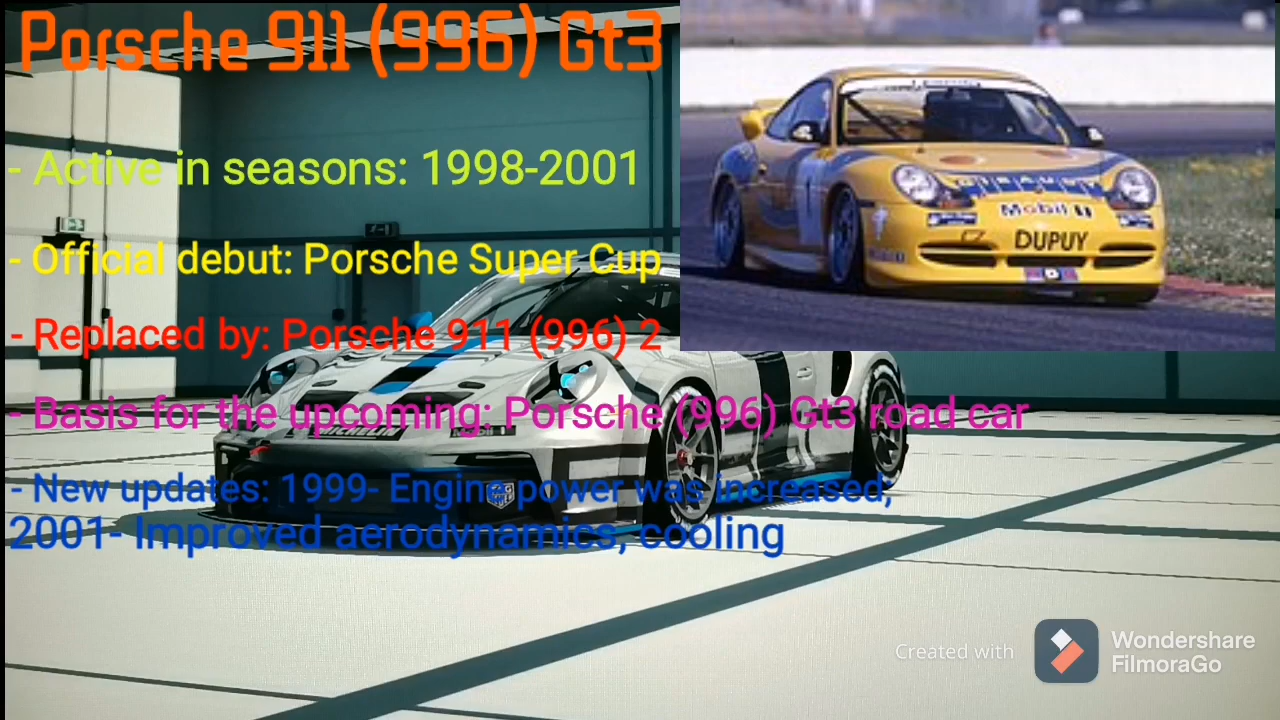 Porsche 911 (996) Gt3
- Active in seasons: 1998-2001
- Official debut: Porsche Super Cup
- Replaced by: Porsche 911 (996) 2
- Basis for the upcoming: Porsche (996) Gt3 road car
- New updates: 1999- Engine power was increased;
2001- Improved aerodynamics, cooling
Mobil 1
DUPUY
Created with
Wondershare
FilmoraGo